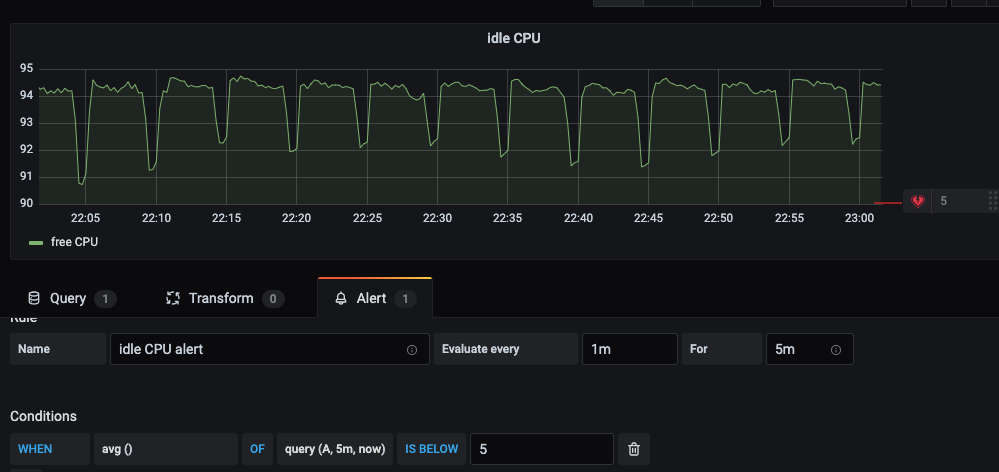 idle CPU
95
94
93
92
91
90
22:05 22:10 22:15 22:20 22:25 22:30 22:35 22:40 22:45 22:50 22:55 23:00
5
free CPU
Query 1 Transform 0 Alert 1
Rule
Name idle CPU alert Evaluate every 1m For 5m
Conditions
WHEN avg () OF query (A, 5m, now) IS BELOW 5